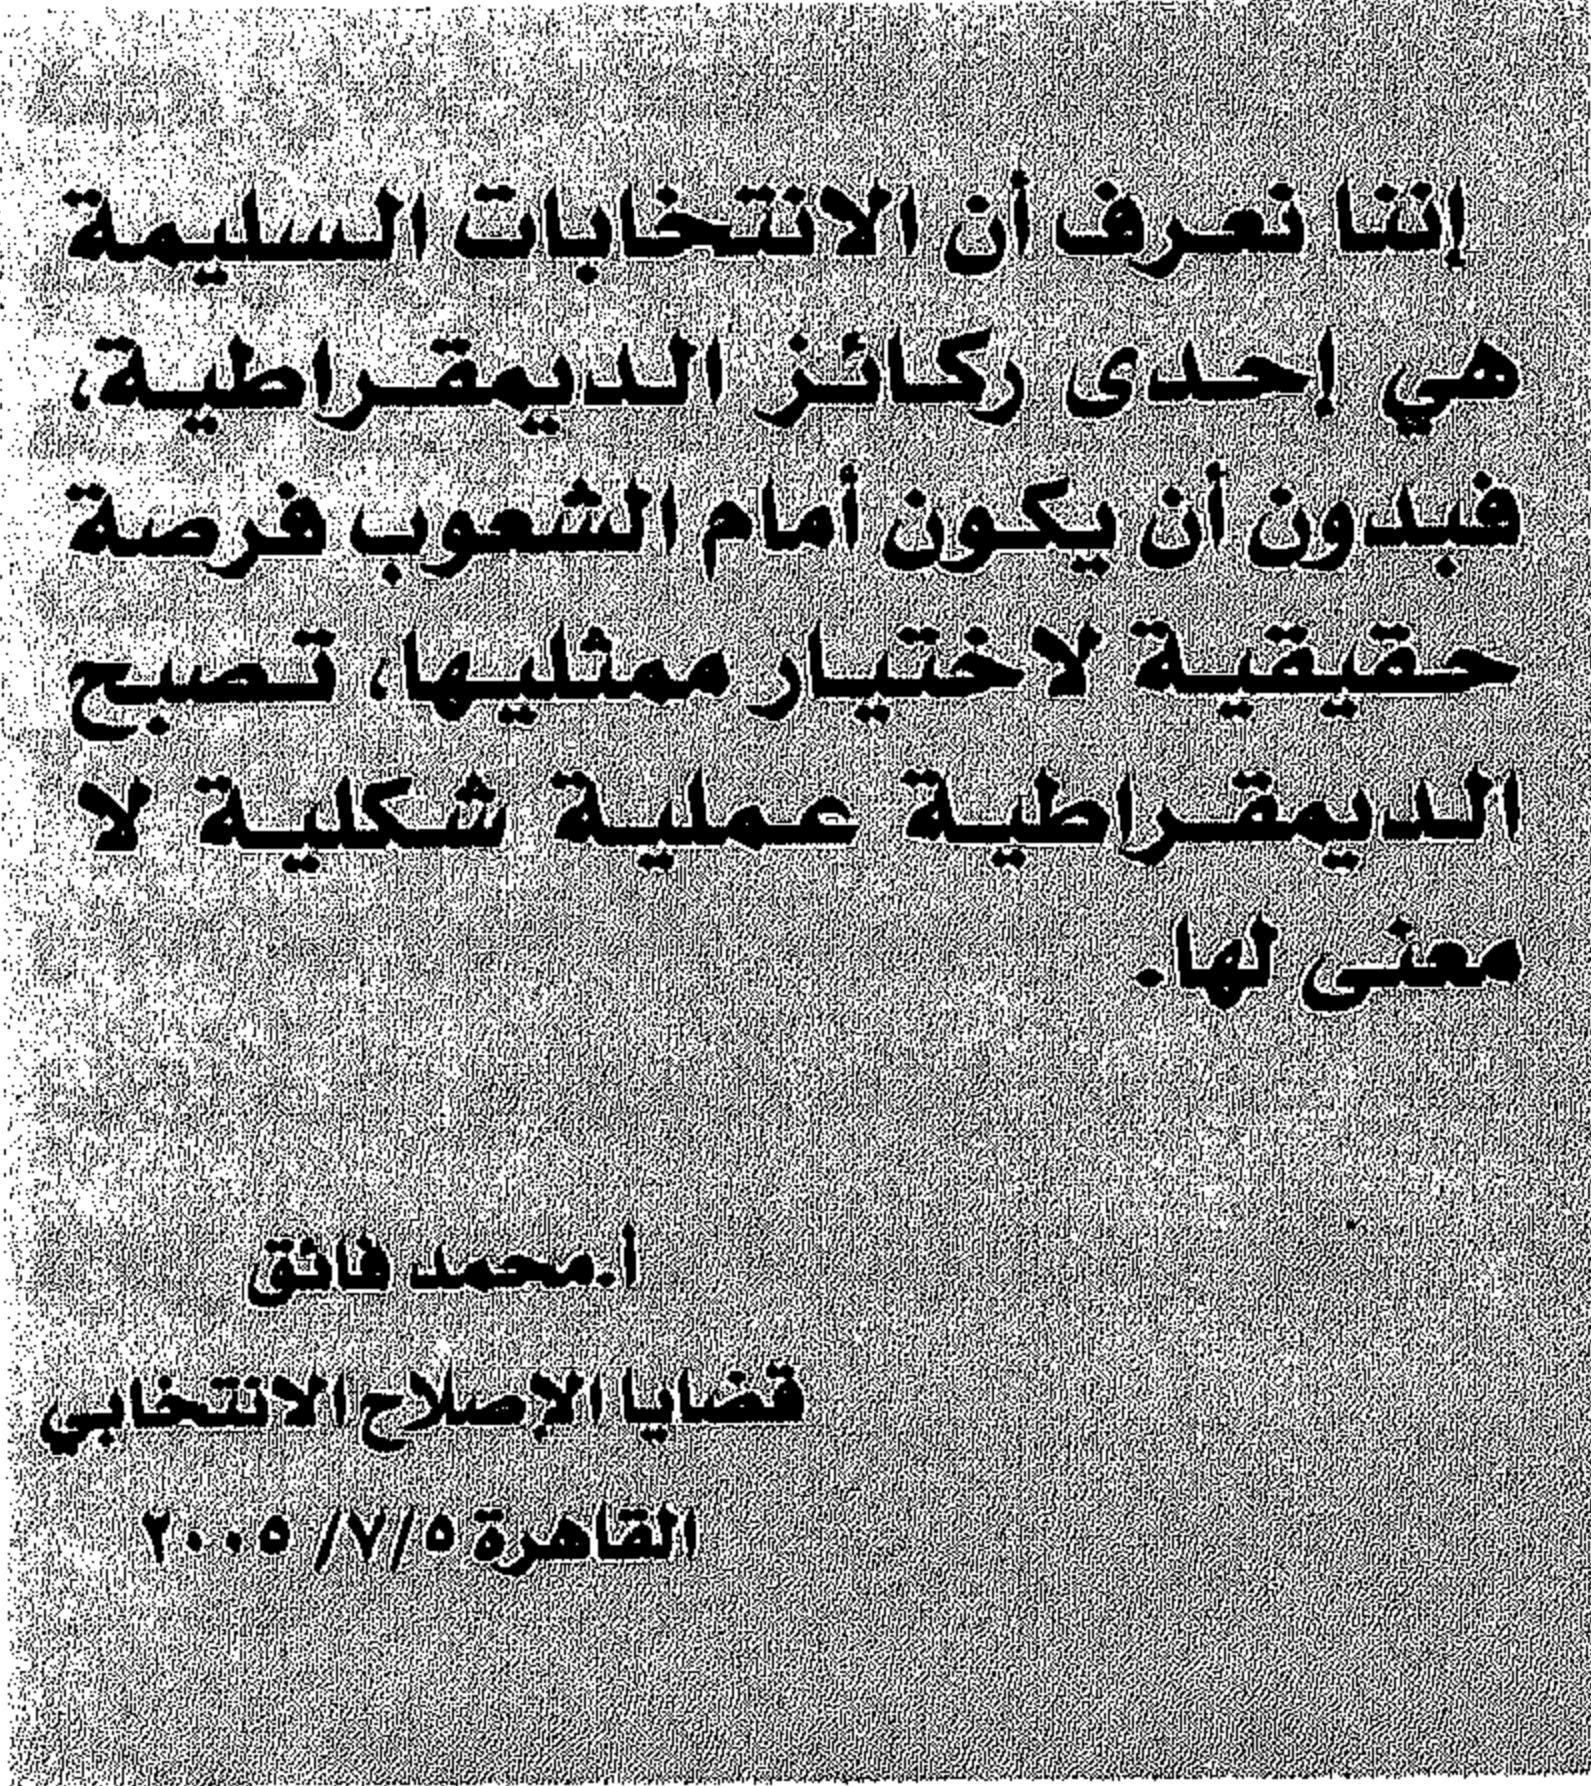 إننا نعرف أن الانتخابات السليمة
هي إحدى ركائز الديمقراطية،
فبدون أن يكون أمام الشعوب فرصة
حقيقية لاختيار ممثليها، تصبح
الديمقراطية عملية شكلية لا
معنى لها.
أ.محمد فائق
قضايا الإصلاح الانتخابي
القاهرة ٥/٧/ ٢٠٠٥